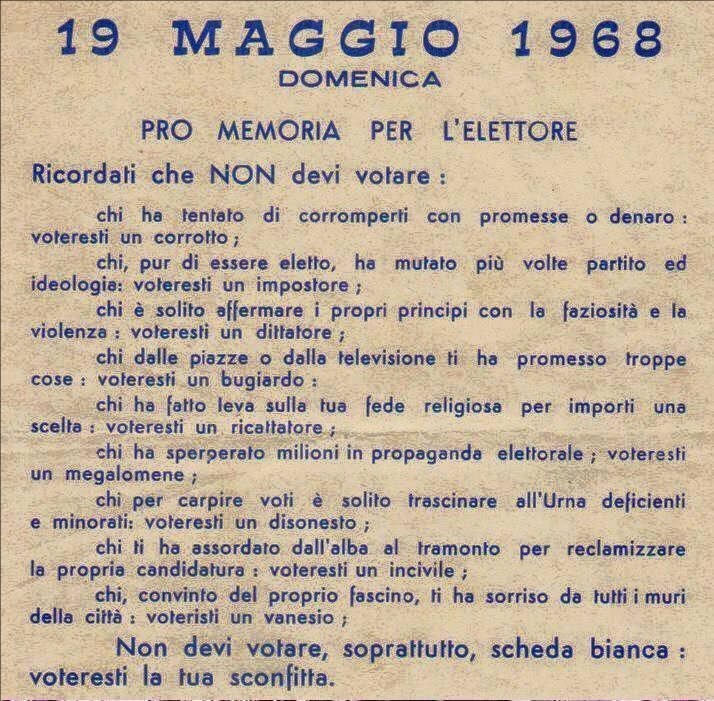 19 MAGGIO 1968
DOMENICA
PRO MEMORIA PER L'ELETTORE
Ricordati che NON devi votare :
chi ha tentato di corromperti con promesse o denaro :
voteresti un corrotto ;
chi, pur di essere eletto, ha mutato più volte partito ed
ideologia: voteresti un impostore ;
chi è solito affermare i propri principi con la faziosità e la
violenza : voteresti un dittatore ;
chi dalle piazze o dalla televisione ti ha promesso troppe
cose : voteresti un bugiardo :
chi ha fatto leva sulla tua fede religiosa per importi una
scelta : voteresti un ricattatore ;
chi ha sperperato milioni in propaganda elettorale ; voteresti
un megalomene ;
chi per carpire voti è solito trascinare all'Urna deficienti
e minorati: voteresti un disonesto ;
chi ti ha assordato dall'alba al tramonto per reclamizzare
la propria candidatura : voteresti un incivile ;
chi, convinto del proprio fascino, ti ha sorriso da tutti i muri
della città : voteristi un vanesio ;
Non devi votare, soprattutto, scheda bianca :
voteresti la tua sconfitta.